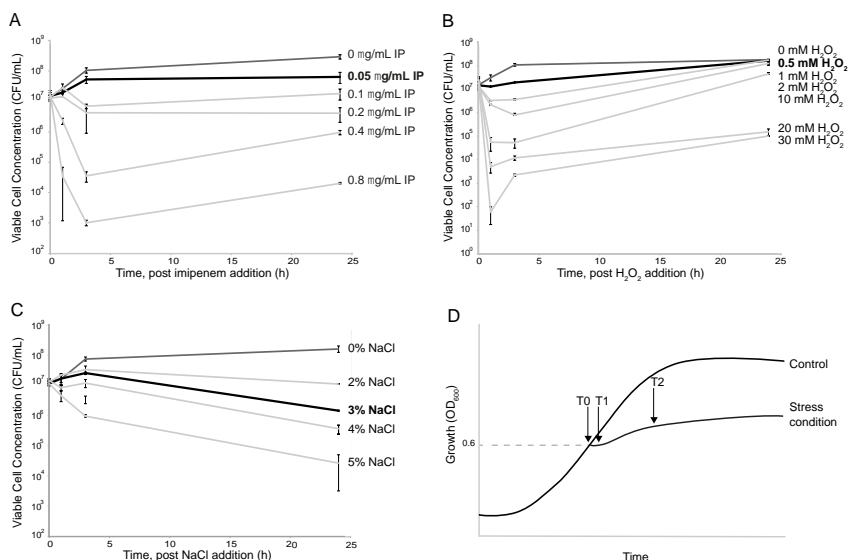 A
10⁹
10⁸
10⁷
10⁶
10⁵
10⁴
10³
10²
Viable Cell Concentration (CFU/mL)
0 5 10 15 20 25
Time, post imipenem addition (h)
0 mg/mL IP
0.05 mg/mL IP
0.1 mg/mL IP
0.2 mg/mL IP
0.4 mg/mL IP
0.8 mg/mL IP
B
10⁹
10⁸
10⁷
10⁶
10⁵
10⁴
10³
10²
10¹
10⁰
Viable Cell Concentration (CFU/mL)
0 5 10 15 20 25
Time, post H₂O₂ addition (h)
0 mM H₂O₂
0.5 mM H₂O₂
1 mM H₂O₂
2 mM H₂O₂
10 mM H₂O₂
20 mM H₂O₂
30 mM H₂O₂
C
10⁹
10⁸
10⁷
10⁶
10⁵
10⁴
10³
10²
Viable Cell Concentration (CFU/mL)
0 5 10 15 20 25
Time, post NaCl addition (h)
0% NaCl
2% NaCl
3% NaCl
4% NaCl
5% NaCl
D
Growth (OD₆₀₀)
0.6
T0 T1
T2
Control
Stress
condition
Time